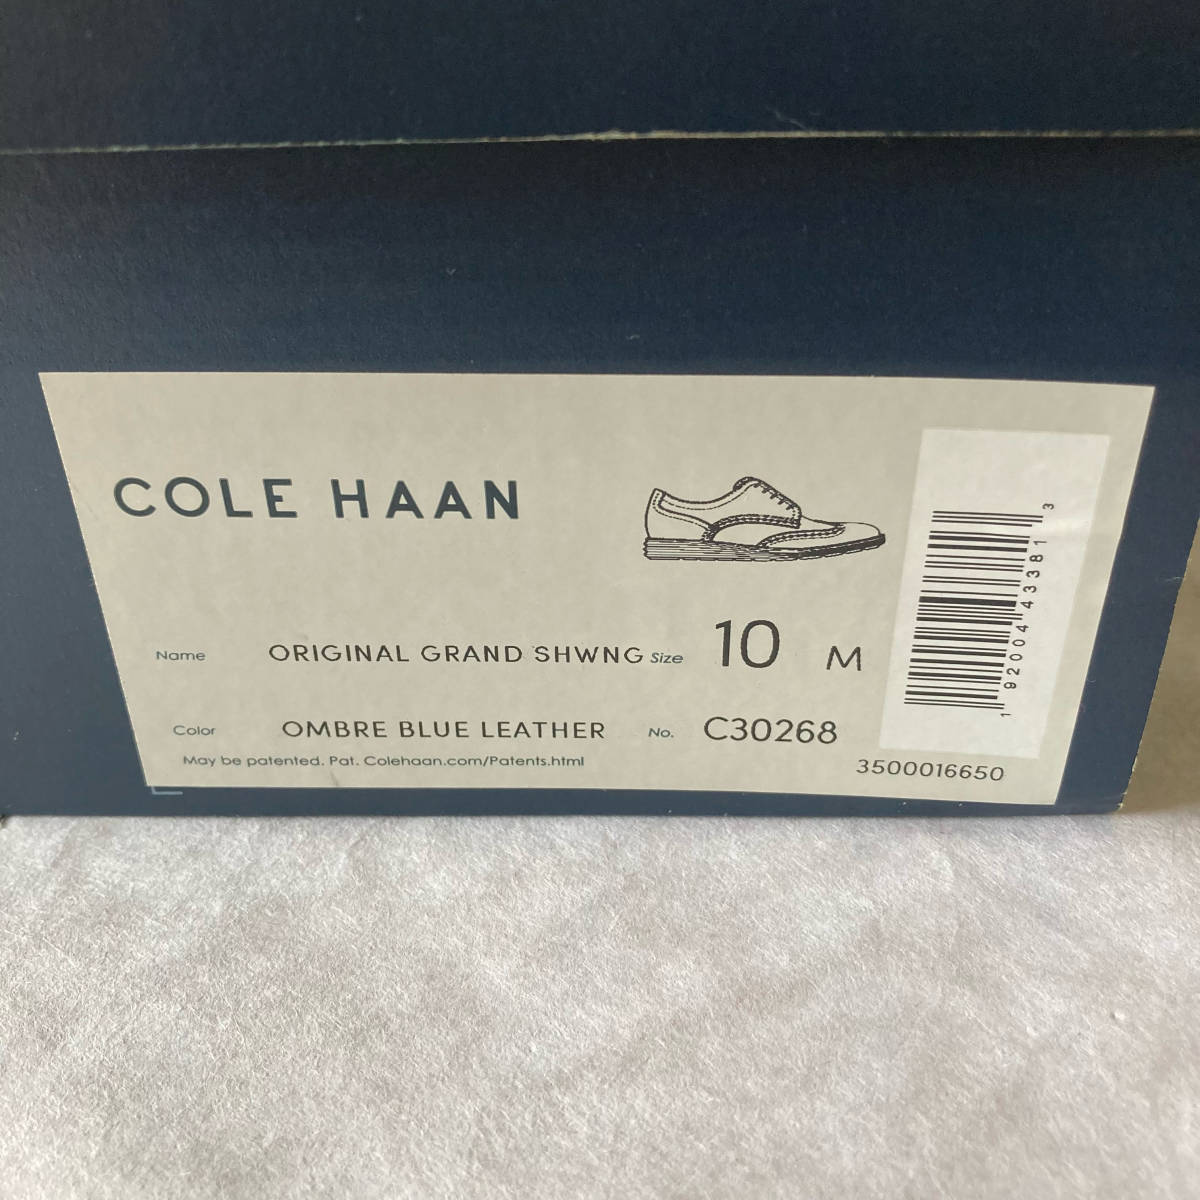 COLE HAAN
Name ORIGINAL GRAND SHWNG Size 10 M
Color OMBRE BLUE LEATHER No. C30268
May be patented. Pat. Colehaan.com/Patents.html
3500016650
1 92004 43381 3